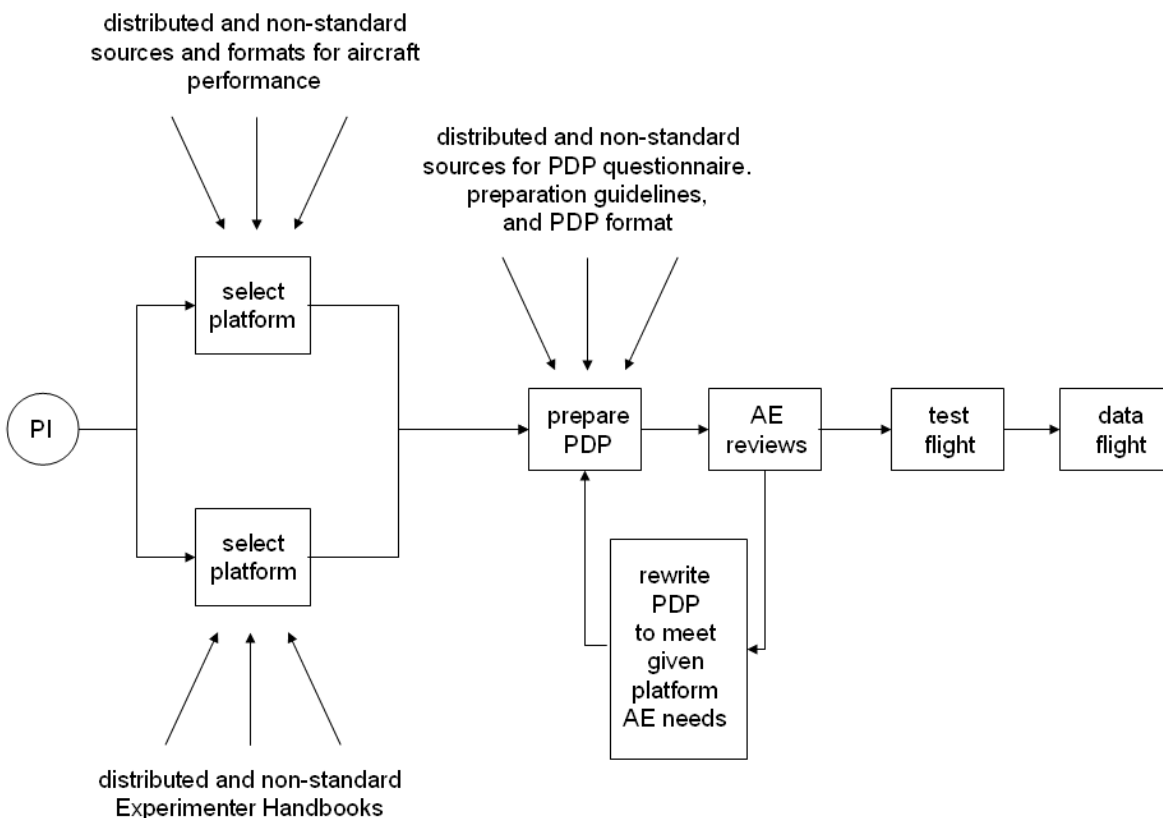 distributed and non-standard
sources and formats for aircraft
performance
distributed and non-standard
sources for PDP questionnaire.
preparation guidelines,
and PDP format
select
platform
PI
prepare
PDP
AE
reviews
test
flight
data
flight
select
platform
rewrite
PDP
to meet
given
platform
AE needs
distributed and non-standard
Experimenter Handbooks